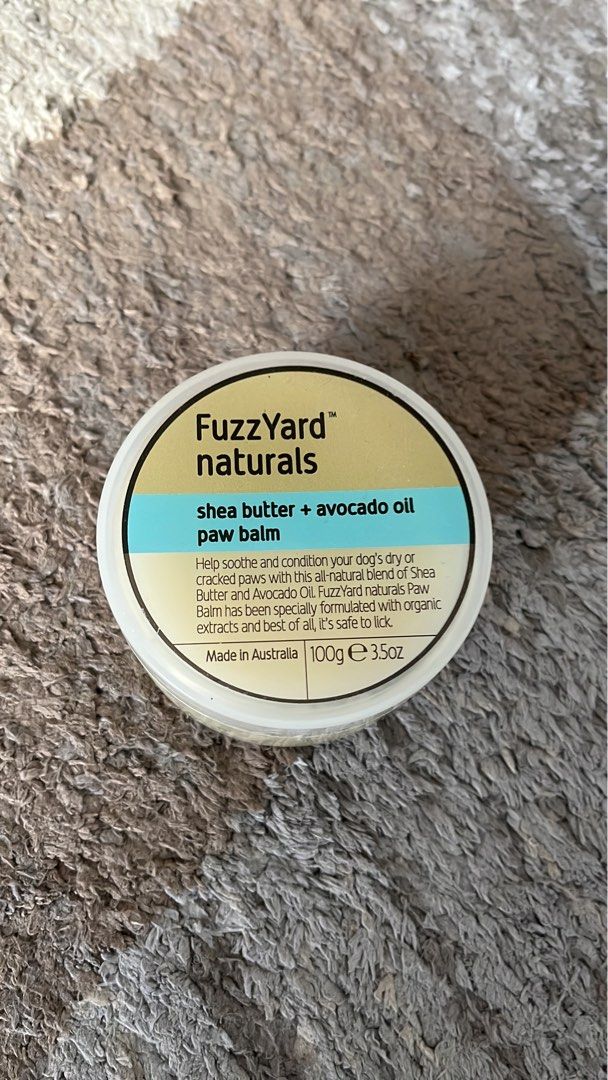 FuzzYard™
naturals
shea butter + avocado oil
paw balm
Help soothe and condition your dog's dry or
cracked paws with this all-natural blend of Shea
Butter and Avocado Oil. FuzzYard naturals Paw
Balm has been specially formulated with organic
extracts and best of all, it's safe to lick.
Made in Australia 100g ℮ 3.5oz